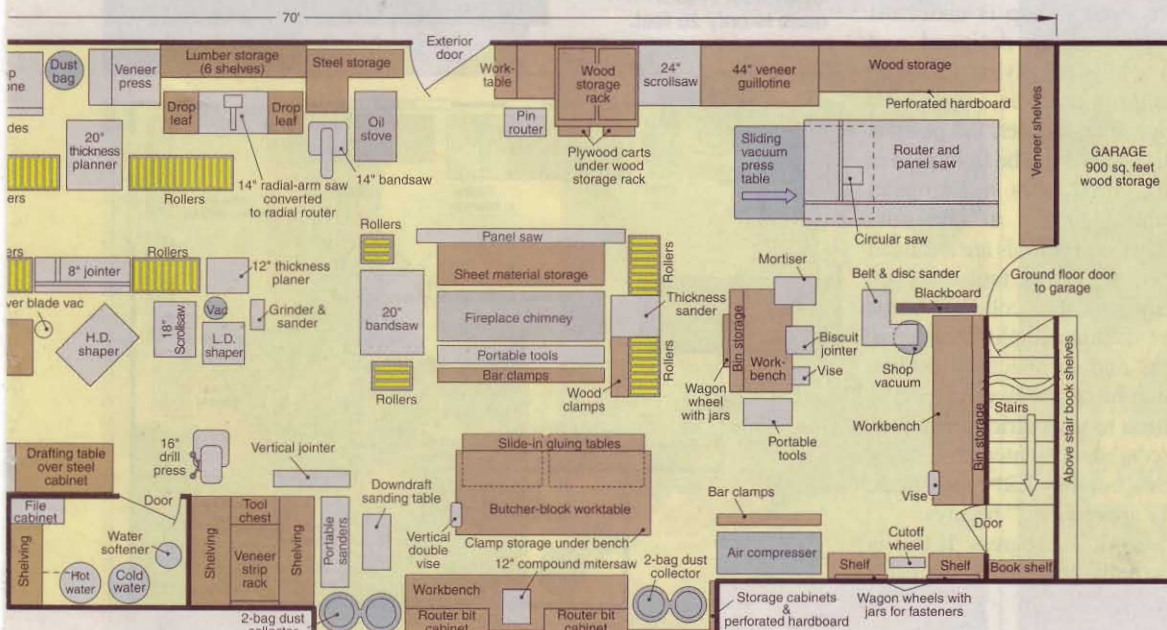 70'
Exterior
door
Dust
bag
Veneer
press
Lumber storage
(6 shelves)
Steel storage
Work-
table
Wood
storage
rack
24"
scrollsaw
44" veneer
guillotine
Wood storage
Perforated hardboard
Drop
leaf
Drop
leaf
Oil
stove
Pin
router
20"
thickness
planner
Plywood carts
under wood
storage rack
Sliding
vacuum
press
table
Router and
panel saw
Veneer shelves
GARAGE
900 sq. feet
wood storage
Rollers
14" radial-arm saw
converted
to radial router
14" bandsaw
Circular saw
Rollers
Panel saw
Rollers
Rollers
8" jointer
12" thickness
planer
Sheet material storage
Mortiser
Belt & disc sander
Ground floor door
to garage
Blackboard
ver blade vac
Vac
Grinder &
sander
20"
bandsaw
Fireplace chimney
Thickness
sander
H.D.
shaper
18"
Scrollsaw
L.D.
shaper
Bin storage
Biscuit
jointer
Portable tools
Rollers
Work-
bench
Vise
Shop
vacuum
Bar clamps
Rollers
Wood
clamps
Wagon
wheel
with jars
Stairs
Above stair book shelves
Workbench
Bin storage
Portable
tools
16"
drill
press
Vertical jointer
Slide-in gluing tables
Drafting table
over steel
cabinet
Downdraft
sanding table
Bar clamps
Vise
Door
File
cabinet
Tool
chest
Butcher-block worktable
Door
Water
softener
Shelving
Shelving
Veneer
strip
rack
Shelving
Portable
sanders
Vertical
double
vise
Clamp storage under bench
Air compresser
Cutoff
wheel
12" compound mitersaw
2-bag dust
collector
Shelf
Shelf
Book shelf
Hot
water
Cold
water
Workbench
Storage cabinets
&
perforated hardboard
Wagon wheels with
jars for fasteners
2-bag dust
collector
Router bit
cabinet
Router bit
cabinet